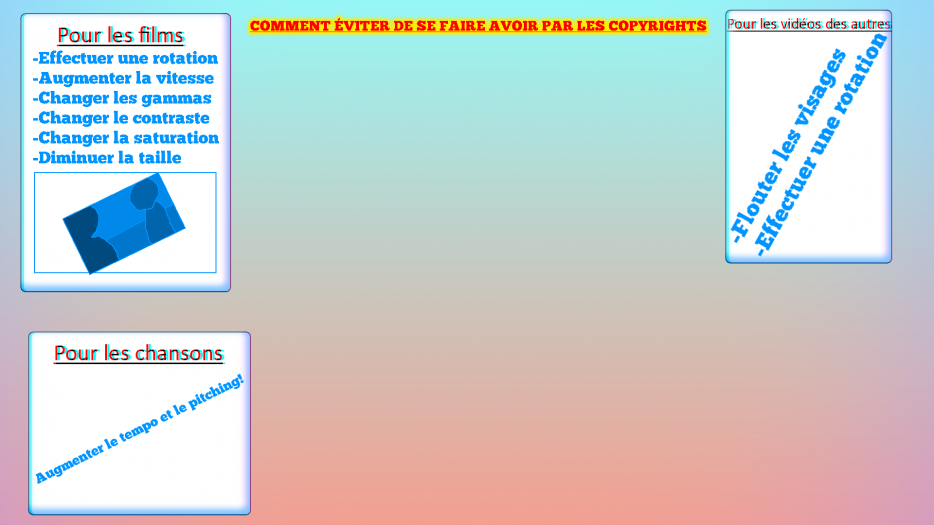 COMMENT ÉVITER DE SE FAIRE AVOIR PAR LES COPYRIGHTS
Pour les films
-Effectuer une rotation
-Augmenter la vitesse
-Changer les gammas
-Changer le contraste
-Changer la saturation
-Diminuer la taille
Pour les vidéos des autres
-Flouter les visages
-Effectuer une rotation
Pour les chansons
Augmenter le tempo et le pitching!